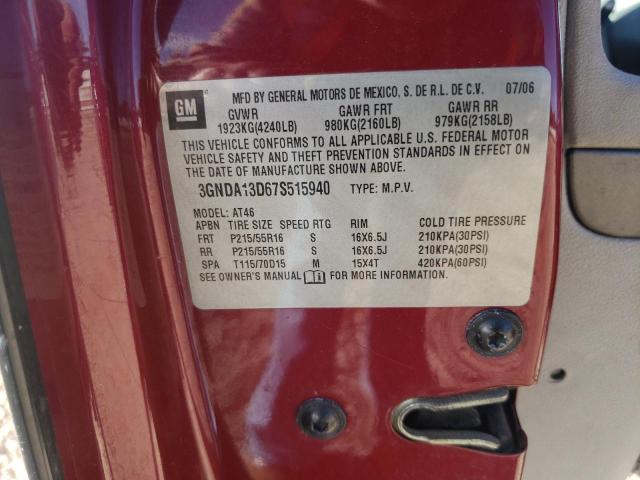 GM
MFD BY GENERAL MOTORS DE MEXICO, S. DE R.L. DE C.V. 07/06
GVWR GAWR FRT GAWR RR
1923KG(4240LB) 980KG(2160LB) 979KG(2158LB)
THIS VEHICLE CONFORMS TO ALL APPLICABLE U.S. FEDERAL MOTOR
VEHICLE SAFETY AND THEFT PREVENTION STANDARDS IN EFFECT ON
THE DATE OF MANUFACTURE SHOWN ABOVE.
3GNDA13D67S515940 TYPE: M.P.V.
MODEL: AT46
APBN TIRE SIZE SPEED RTG RIM COLD TIRE PRESSURE
FRT P215/55R16 S 16X6.5J 210KPA(30PSI)
RR P215/55R16 S 16X6.5J 210KPA(30PSI)
SPA T115/70D15 M 15X4T 420KPA(60PSI)
SEE OWNER'S MANUAL FOR MORE INFORMATION.